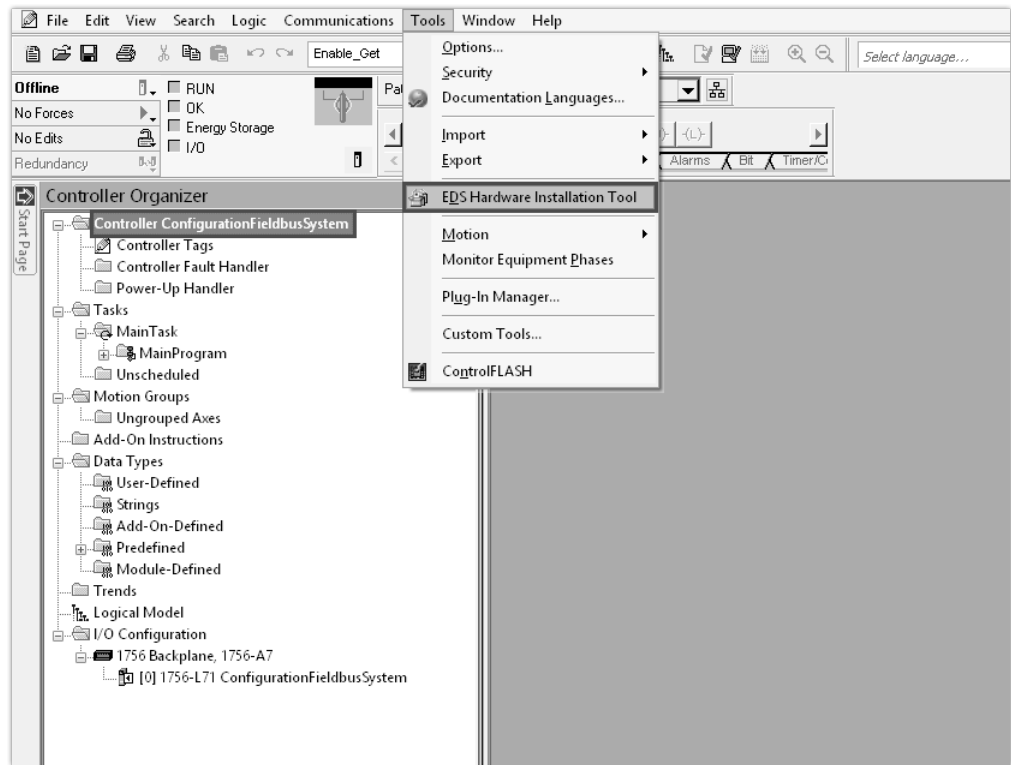 File Edit View Search Logic Communications Tools Window Help
Enable_Get
Select language...
Offline
RUN
No Forces
OK
No Edits
Energy Storage
Redundancy
I/O
-(L)-
Alarms Bit Timer/C
Options...
Security
Documentation Languages...
Import
Export
EDS Hardware Installation Tool
Motion
Monitor Equipment Phases
Plug-In Manager...
Custom Tools...
ControlFLASH
Start Page
Controller Organizer
Controller ConfigurationFieldbusSystem
Controller Tags
Controller Fault Handler
Power-Up Handler
Tasks
MainTask
MainProgram
Unscheduled
Motion Groups
Ungrouped Axes
Add-On Instructions
Data Types
User-Defined
Strings
Add-On-Defined
Predefined
Module-Defined
Trends
Logical Model
I/O Configuration
1756 Backplane, 1756-A7
[0] 1756-L71 ConfigurationFieldbusSystem